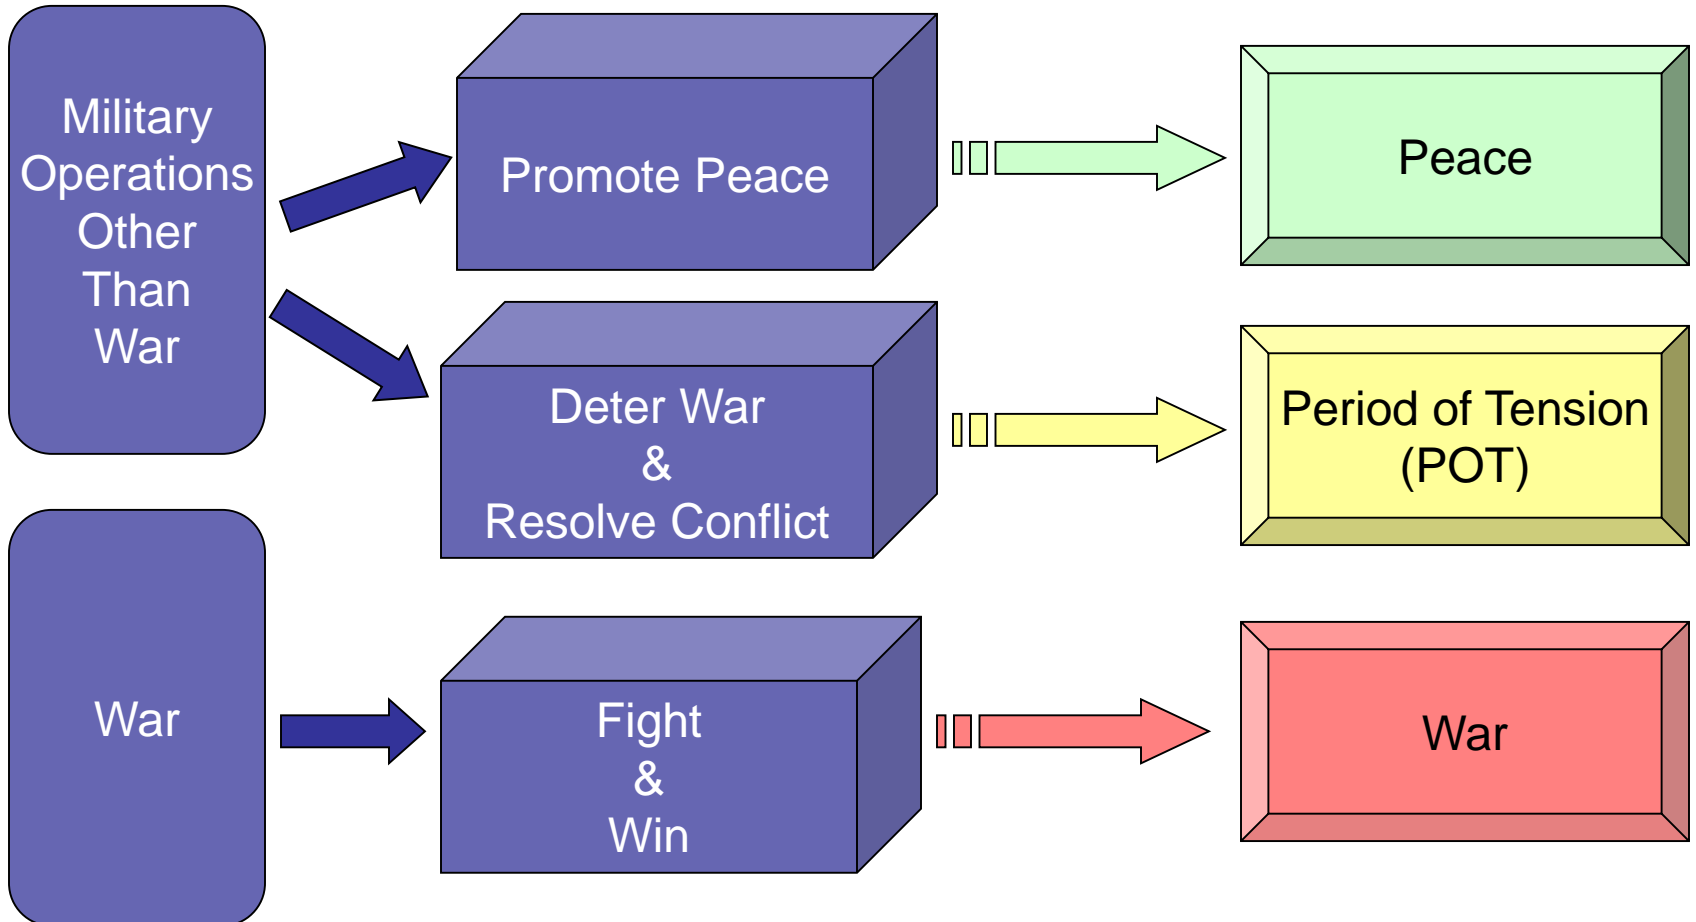 Military
Operations
Other
Than
War
Promote Peace
Peace
Deter War
&
Resolve Conflict
Period of Tension
(POT)
War
Fight
&
Win
War